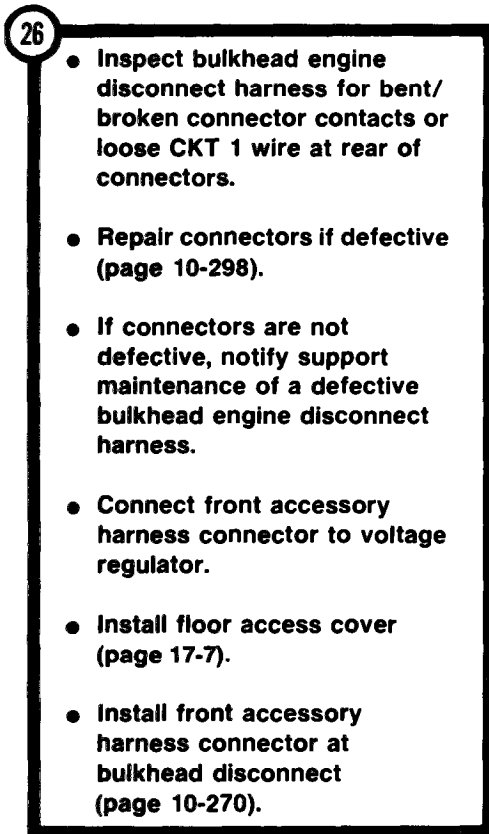 26
● Inspect bulkhead engine
disconnect harness for bent/
broken connector contacts or
loose CKT 1 wire at rear of
connectors.
● Repair connectors if defective
(page 10-298).
● If connectors are not
defective, notify support
maintenance of a defective
bulkhead engine disconnect
harness.
● Connect front accessory
harness connector to voltage
regulator.
● Install floor access cover
(page 17-7).
● Install front accessory
harness connector at
bulkhead disconnect
(page 10-270).